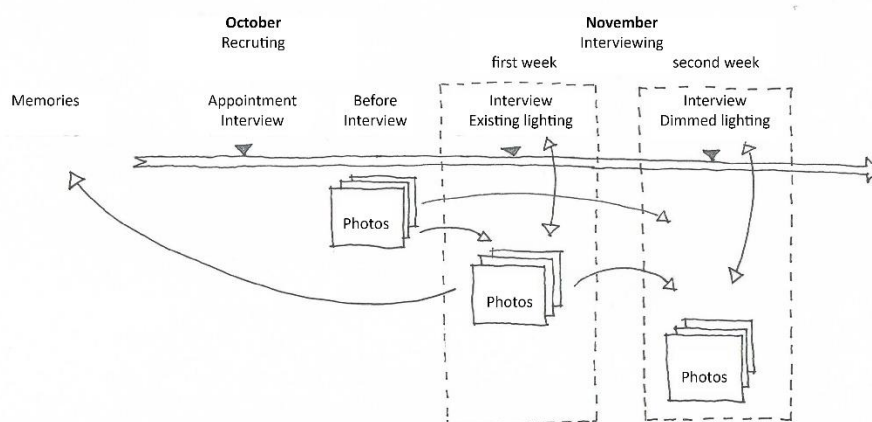 October
Recruting
November
Interviewing
first week
second week
Memories
Appointment
Interview
Before
Interview
Interview
Existing lighting
Interview
Dimmed lighting
Photos
Photos
Photos